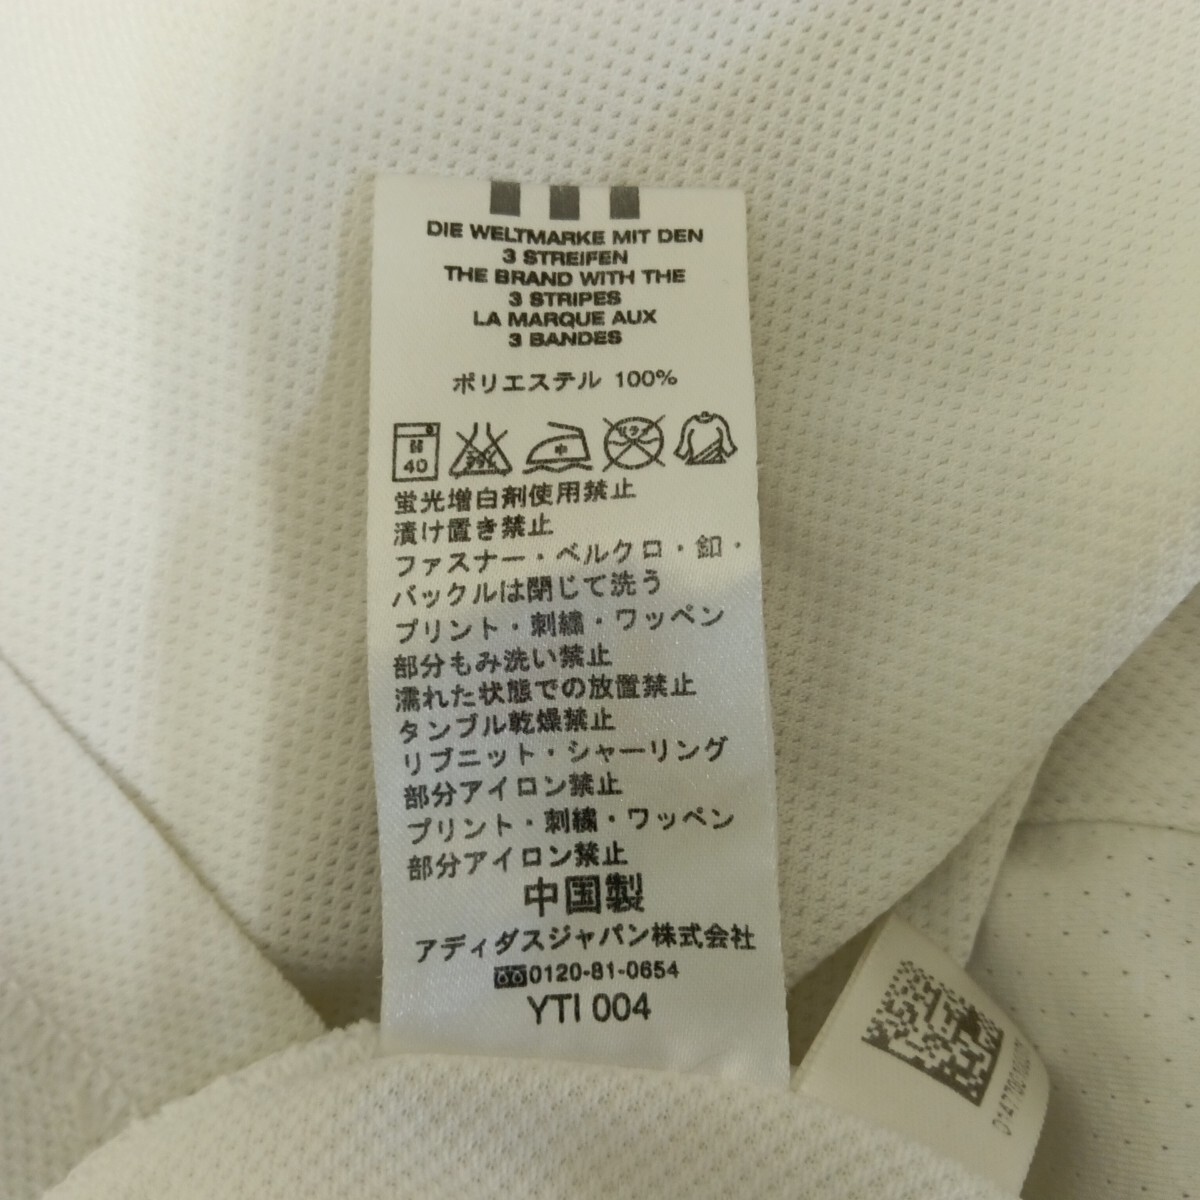 DIE WELTMARKE MIT DEN
3 STREIFEN
THE BRAND WITH THE
3 STRIPES
LA MARQUE AUX
3 BANDES
ポリエステル 100%
弱
40
中
蛍光増白剤使用禁止
漬け置き禁止
ファスナー・ベルクロ・釦・
バックルは閉じて洗う
プリント・刺繍・ワッペン
部分もみ洗い禁止
濡れた状態での放置禁止
タンブル乾燥禁止
リブニット・シャーリング
部分アイロン禁止
プリント・刺繍・ワッペン
部分アイロン禁止
中国製
アディダスジャパン株式会社
0120-81-0654
YTI 004